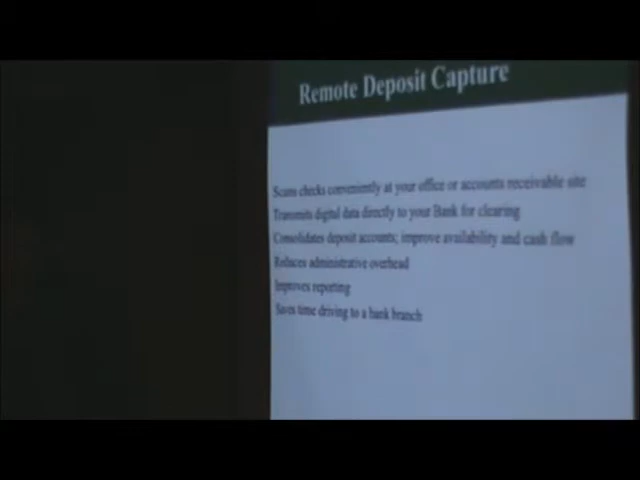 Remote Deposit Capture
Scans checks conveniently at your office or accounts receivable site
Transmits digital data directly to your Bank for clearing
Consolidates deposit accounts; improve availability and cash flow
Reduces administrative overhead
Improves reporting
Saves time driving to a bank branch